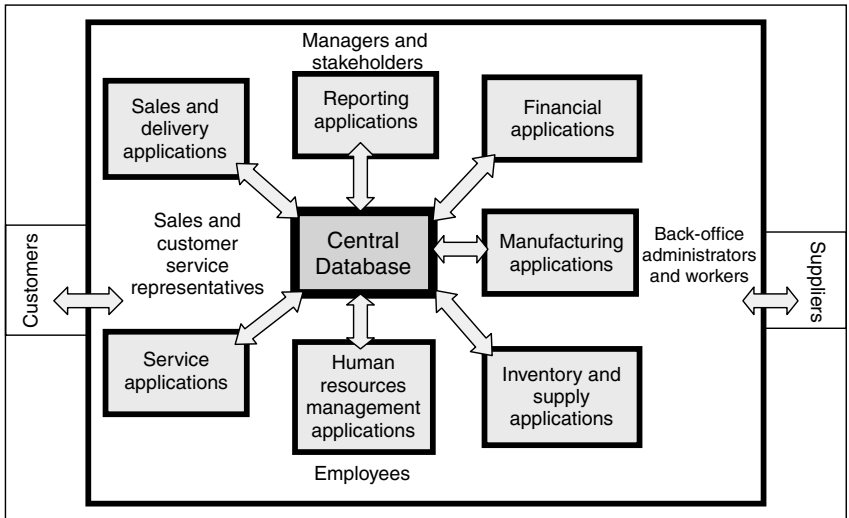 Managers and
stakeholders
Sales and
delivery
applications
Reporting
applications
Financial
applications
Customers
Sales and
customer
service
representatives
Central
Database
Manufacturing
applications
Back-office
administrators
and workers
Suppliers
Service
applications
Human
resources
management
applications
Inventory and
supply
applications
Employees